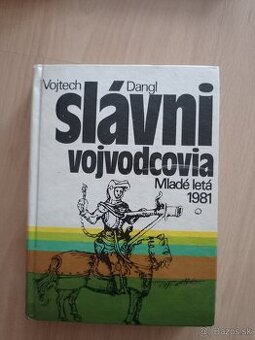 Vojtech Dangl
slávni
vojvodcovia
Mladé letá
1981
Bazos.sk